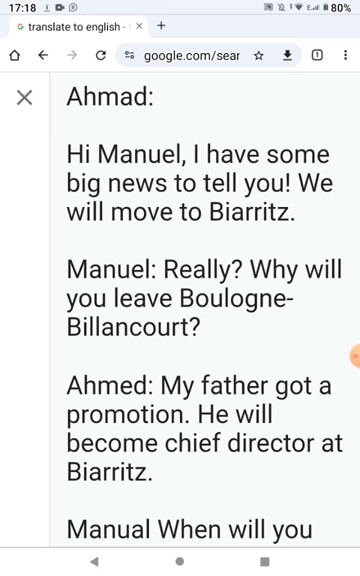 17:18
80%
translate to english -
google.com/sear
1
Ahmad:
Hi Manuel, I have some
big news to tell you! We
will move to Biarritz.
Manuel: Really? Why will
you leave Boulogne-
Billancourt?
Ahmed: My father got a
promotion. He will
become chief director at
Biarritz.
Manual When will you